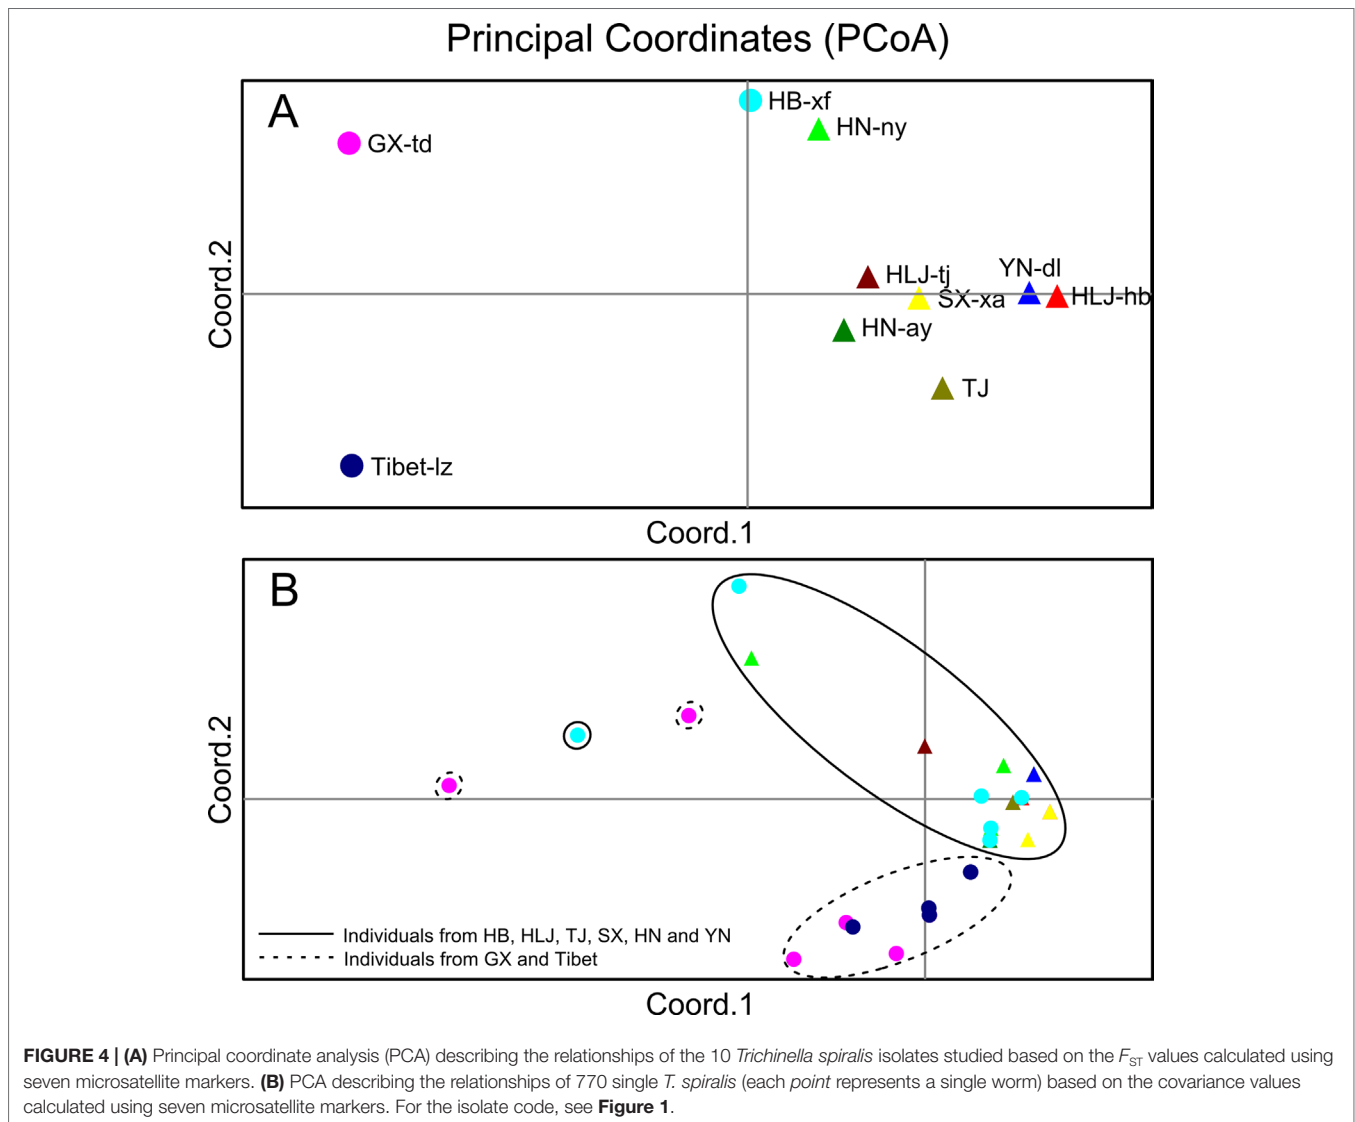 Principal Coordinates (PCoA)
A
HB-xf
HN-ny
GX-td
Coord.2
HLJ-tj
YN-dl
SX-xa
HLJ-hb
HN-ay
TJ
Tibet-lz
Coord.1
B
Coord.2
Individuals from HB, HLJ, TJ, SX, HN and YN
Individuals from GX and Tibet
Coord.1
FIGURE 4 | (A) Principal coordinate analysis (PCA) describing the relationships of the 10 Trichinella spiralis isolates studied based on the FST values calculated using
seven microsatellite markers. (B) PCA describing the relationships of 770 single T. spiralis (each point represents a single worm) based on the covariance values
calculated using seven microsatellite markers. For the isolate code, see Figure 1.